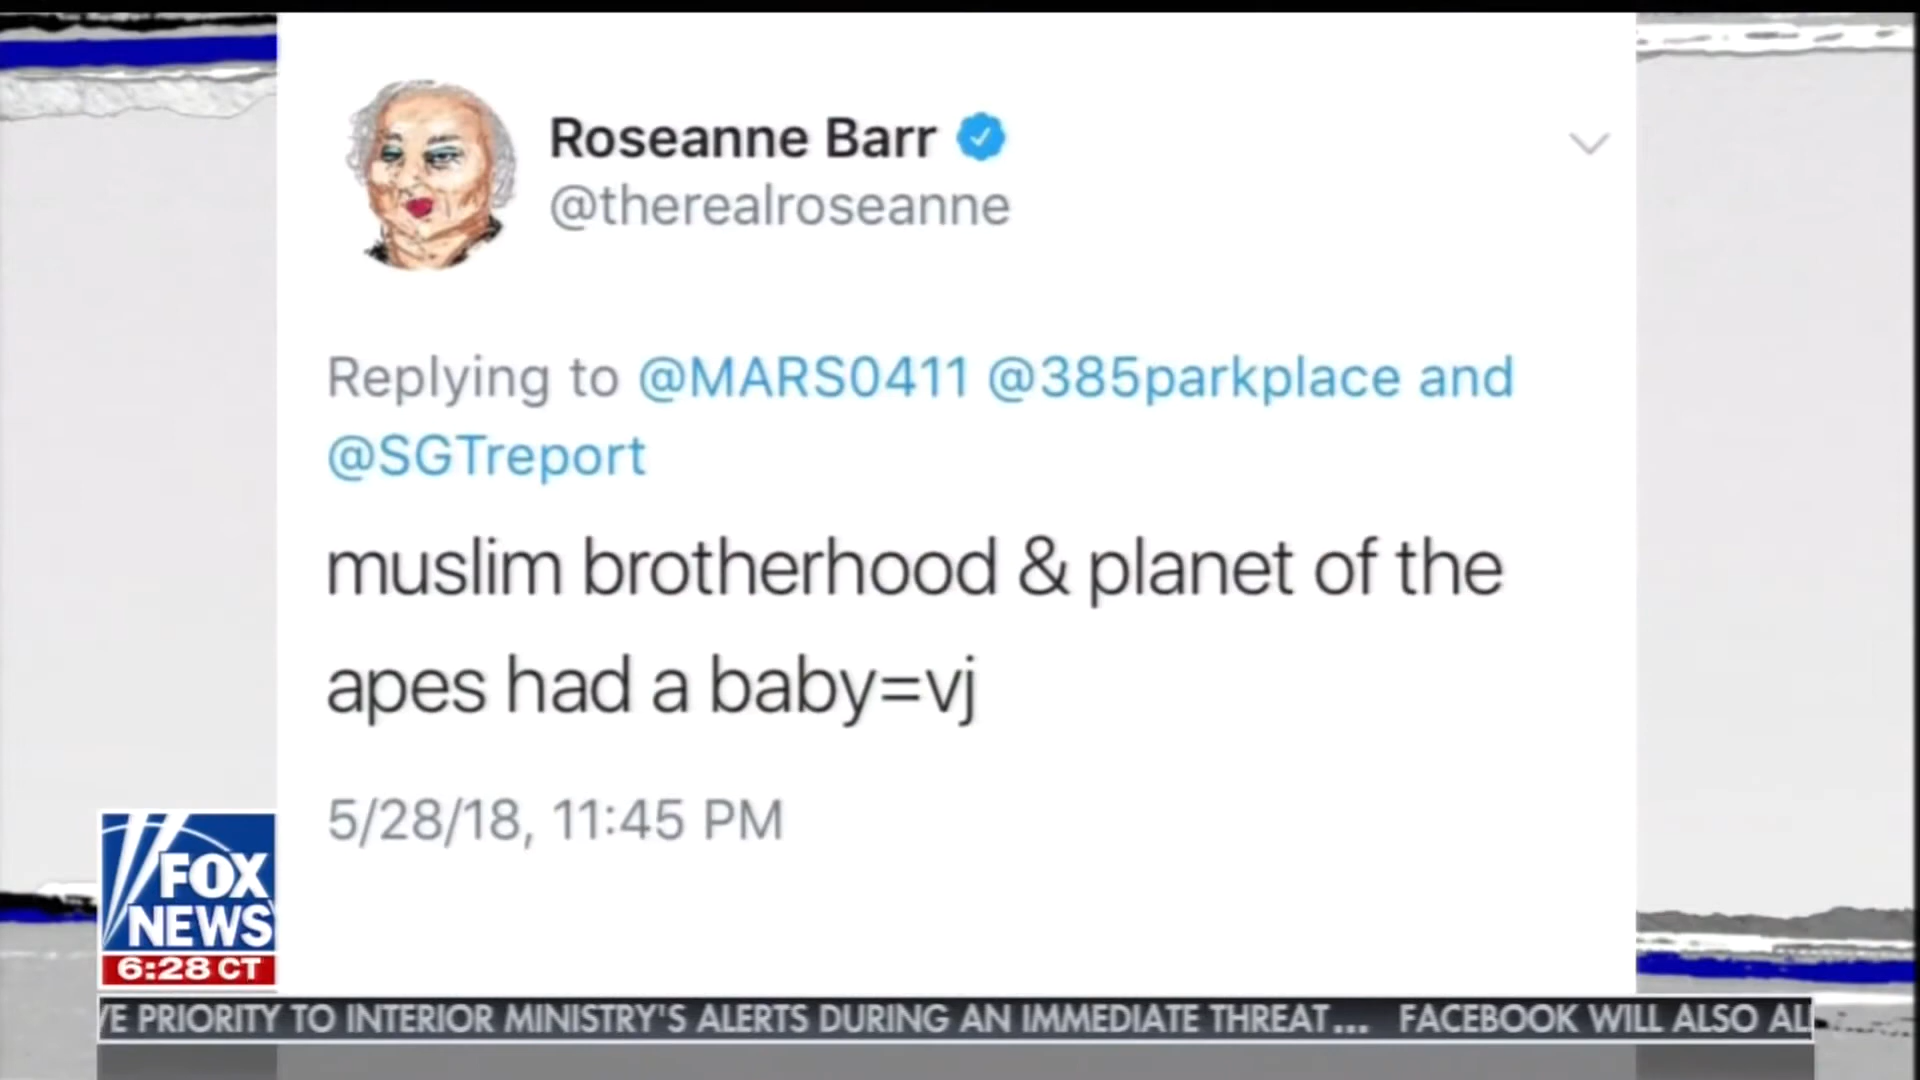 Roseanne Barr
@therealroseanne
Replying to @MARS0411 @385parkplace and
@SGTreport
muslim brotherhood & planet of the
apes had a baby=vj
5/28/18, 11:45 PM
FOX
NEWS
6:28 CT
E PRIORITY TO INTERIOR MINISTRY'S ALERTS DURING AN IMMEDIATE THREAT... FACEBOOK WILL ALSO AL